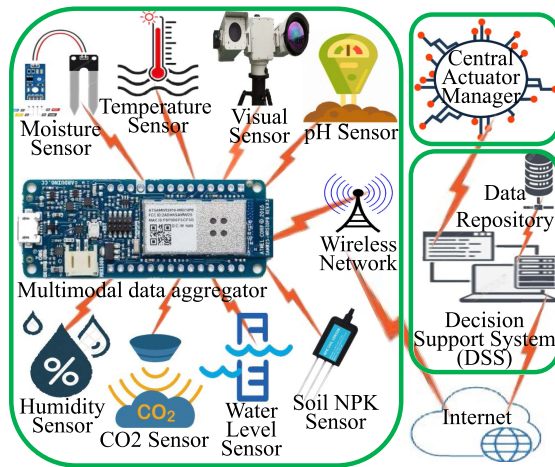 Moisture
Sensor
Temperature
Sensor
Visual
Sensor
pH Sensor
Central
Actuator
Manager
Data
Repository
Wireless
Network
Multimodal data aggregator
Decision
Support System
(DSS)
%
Humidity
Sensor
CO2
CO2 Sensor
Water
Level
Sensor
Soil NPK
Sensor
Internet